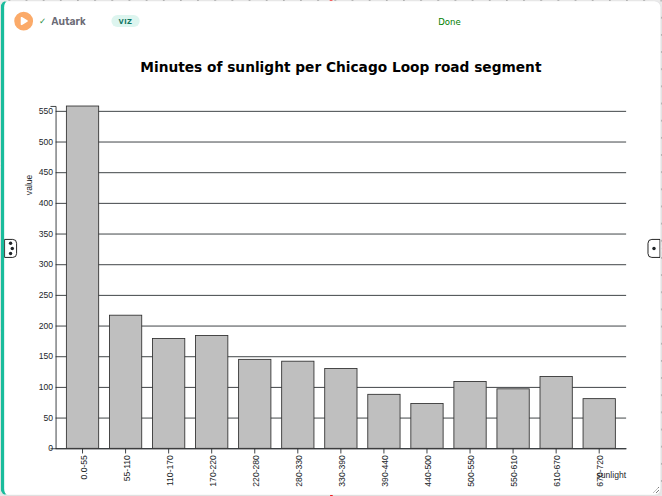 ✓ Autark VIZ Done
Minutes of sunlight per Chicago Loop road segment
value
550
500
450
400
350
300
250
200
150
100
50
0
0.0-55 55-110 110-170 170-220 220-280 280-330 330-390 390-440 440-500 500-550 550-610 610-670 670-720
sunlight